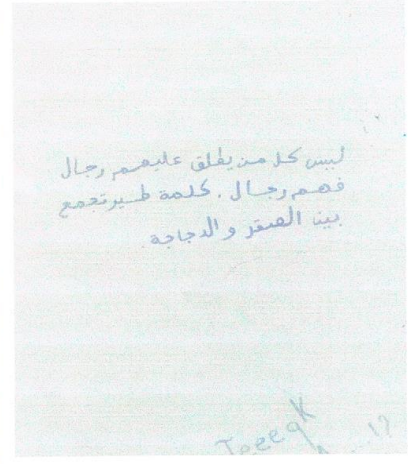 ليس كل من يطلق عليهم رجال
فهم رجال . كلمة طير تجمع
بين الصقر و الدجاجة